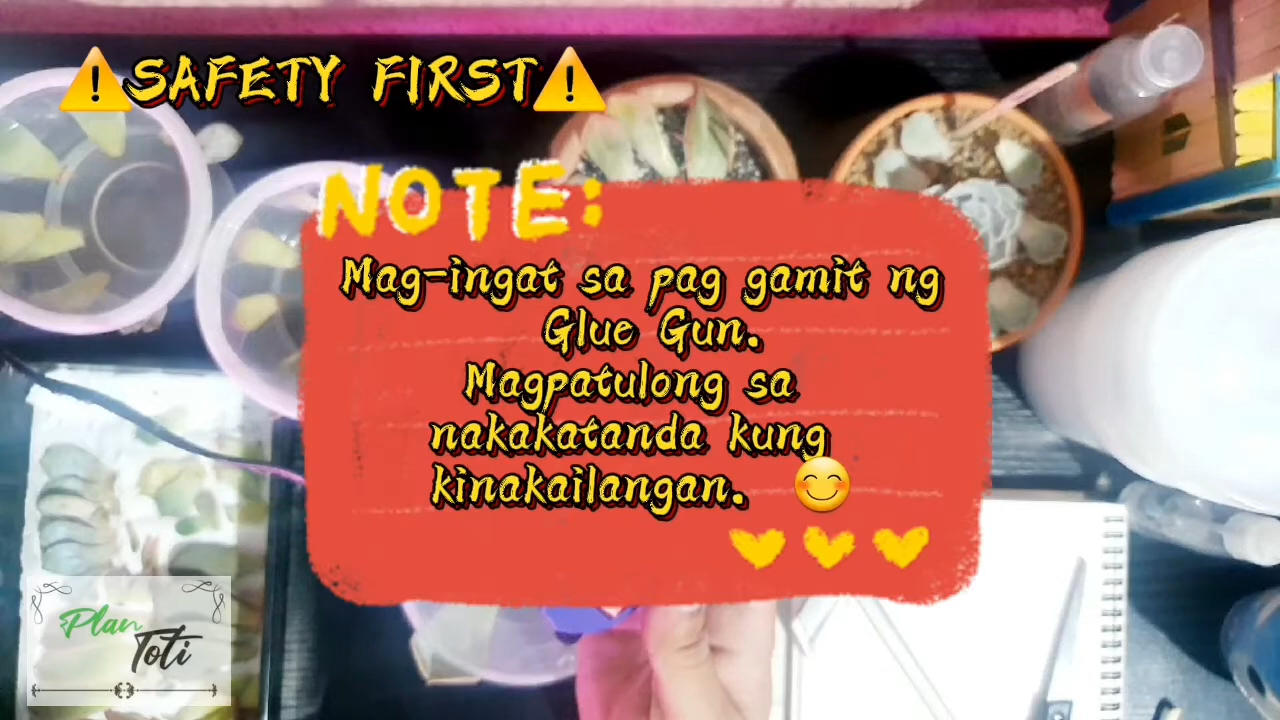 ⚠️SAFETY FIRST⚠️
NOTE:
Mag-ingat sa pag gamit ng
Glue Gun.
Magpatulong sa
nakakatanda kung
kinakailangan. 😊
Plan
Toti